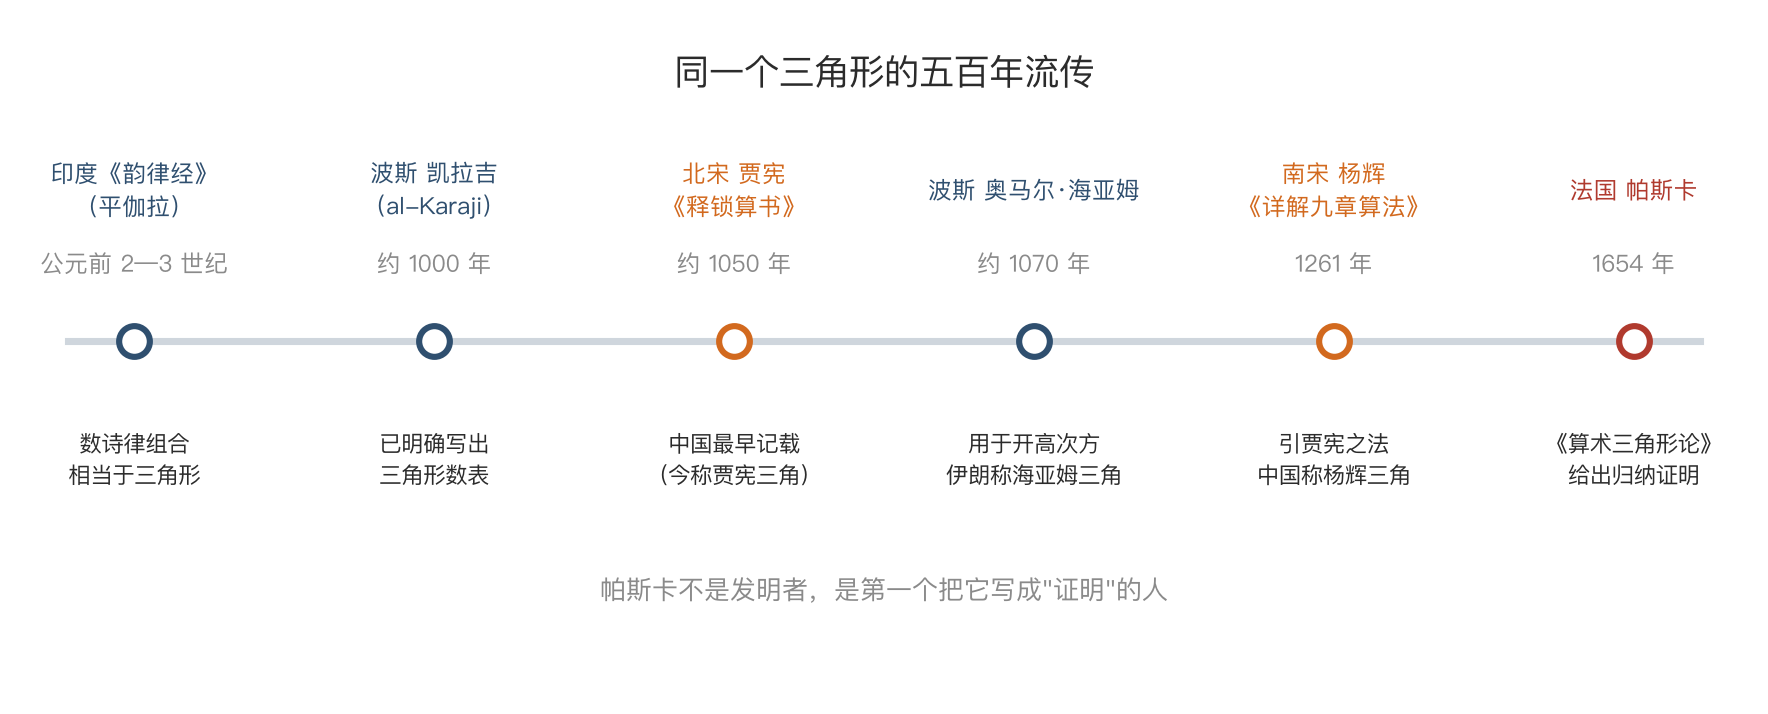 同一个三角形的五百年流传
印度《韵律经》
（平伽拉）
公元前 2—3 世纪
数诗律组合
相当于三角形
波斯 凯拉吉
(al-Karaji)
约 1000 年
已明确写出
三角形数表
北宋 贾宪
《释锁算书》
约 1050 年
中国最早记载
(今称贾宪三角)
波斯 奥马尔·海亚姆
约 1070 年
用于开高次方
伊朗称海亚姆三角
南宋 杨辉
《详解九章算法》
1261 年
引贾宪之法
中国称杨辉三角
法国 帕斯卡
1654 年
《算术三角形论》
给出归纳证明
帕斯卡不是发明者，是第一个把它写成"证明"的人